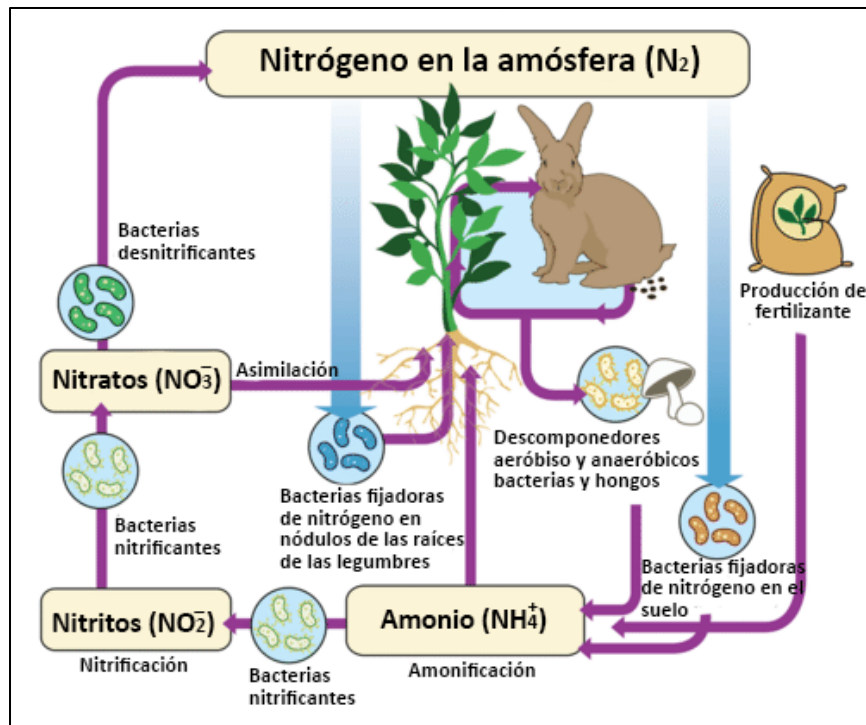 Nitrógeno en la amósfera (N₂)
Bacterias
desnitrificantes
Producción de
fertilizante
Nitratos (NO₃⁻)
Asimilación
Descomponedores
aeróbiso y anaeróbicos
bacterias y hongos
Bacterias fijadoras
de nitrógeno en
nódulos de las raíces
de las legumbres
Bacterias
nitrificantes
Bacterias fijadoras
de nitrógeno en el
suelo
Nitritos (NO₂⁻)
Nitrificación
Bacterias
nitrificantes
Amonio (NH₄⁺)
Amonificación